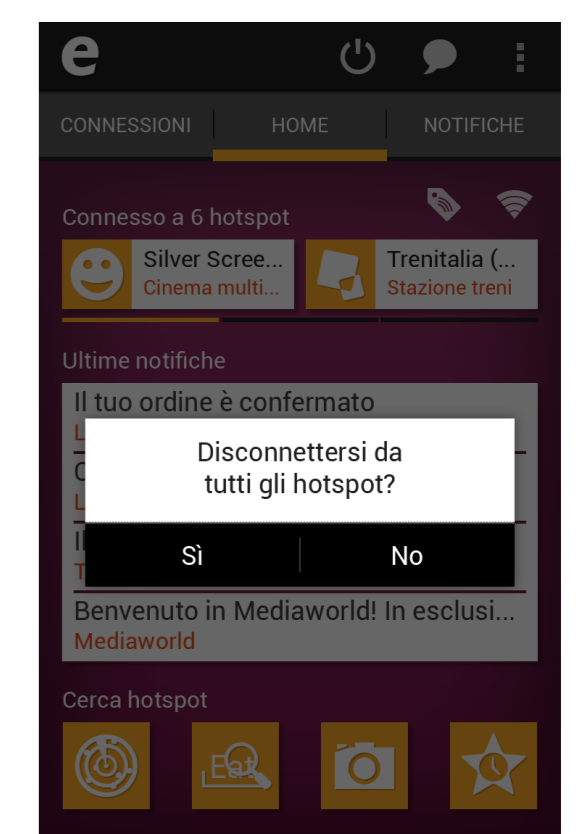 e
CONNESSIONI
HOME
NOTIFICHE
Connesso a 6 hotspot
Silver Scree...
Cinema multi...
Trenitalia (...
Stazione treni
Ultime notifiche
Il tuo ordine è confermato
L
C
L
Il
T
Disconnettersi da
tutti gli hotspot?
Sì
No
Benvenuto in Mediaworld! In esclusi...
Mediaworld
Cerca hotspot
Eat